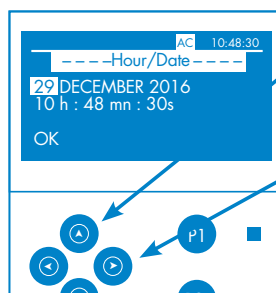 AC 10:48:30
----Hour/Date----
29 DECEMBER 2016
10 h : 48 mn : 30s
OK
P1